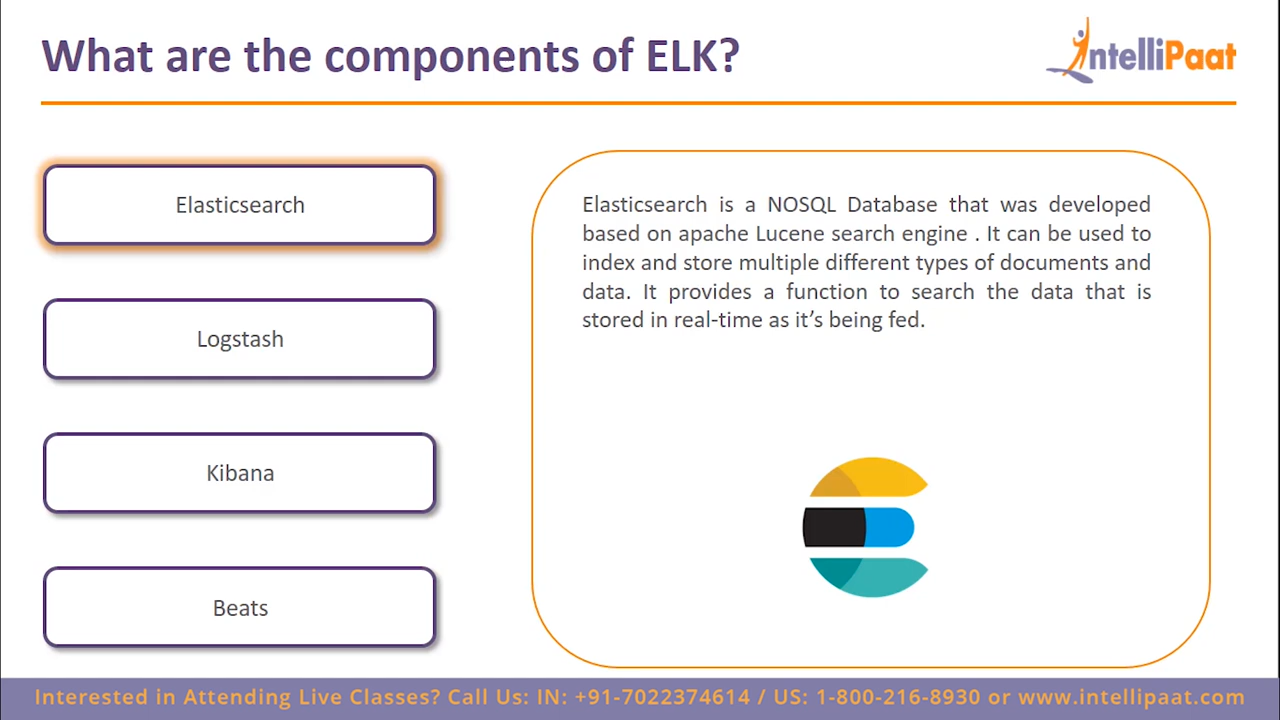 What are the components of ELK?
IntelliPaat
Elasticsearch
Logstash
Kibana
Beats
Elasticsearch is a NOSQL Database that was developed
based on apache Lucene search engine . It can be used to
index and store multiple different types of documents and
data. It provides a function to search the data that is
stored in real-time as it’s being fed.
Interested in Attending Live Classes? Call Us: IN: +91-7022374614 / US: 1-800-216-8930 or www.intellipaat.com